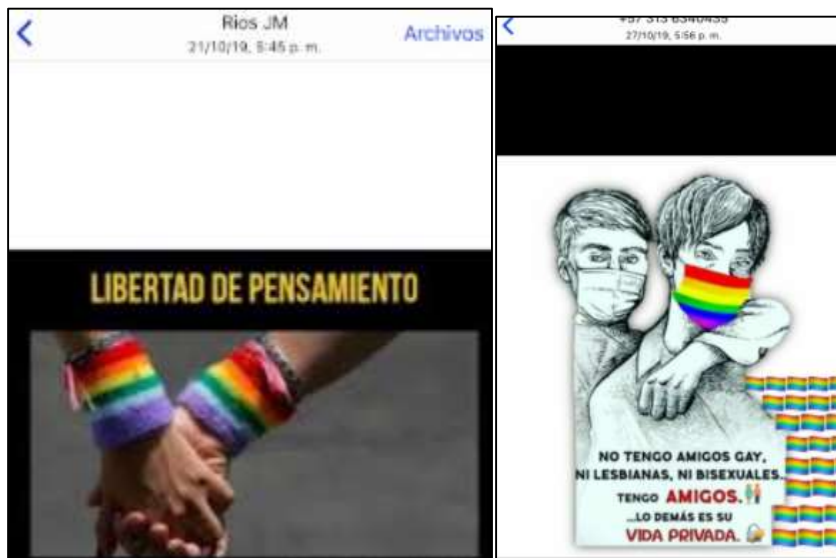 Rios JM
21/10/19, 5:45 p. m.
Archivos
LIBERTAD DE PENSAMIENTO
27/10/19, 5:56 p. m.
NO TENGO AMIGOS GAY,
NI LESBIANAS, NI BISEXUALES..
TENGO AMIGOS.
...LO DEMÁS ES SU
VIDA PRIVADA.